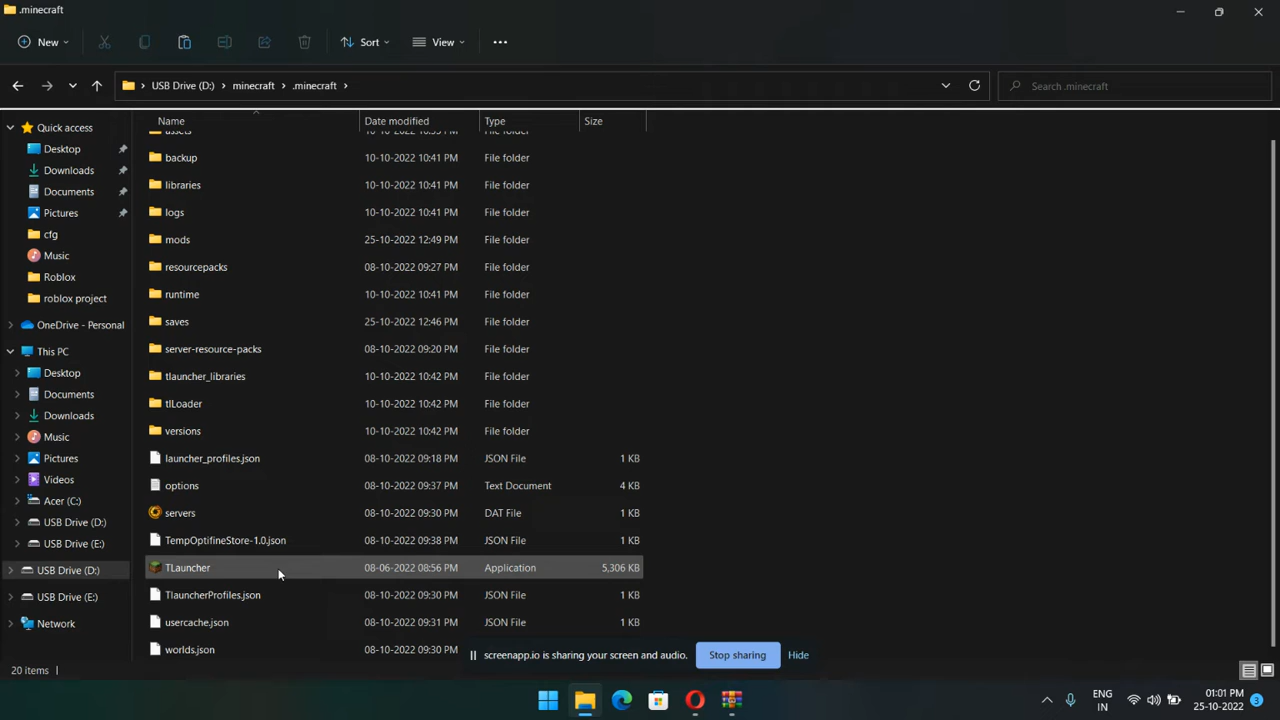 .minecraft
New
Sort
View
USB Drive (D:) > minecraft > .minecraft >
Search .minecraft
Name Date modified Type Size
Quick access
Desktop
Downloads
Documents
Pictures
cfg
Music
Roblox
roblox project
OneDrive - Personal
This PC
Desktop
Documents
Downloads
Music
Pictures
Videos
Acer (C:)
USB Drive (D:)
USB Drive (E:)
USB Drive (D:)
USB Drive (E:)
Network
assets 10-10-2022 10:35 PM File folder
backup 10-10-2022 10:41 PM File folder
libraries 10-10-2022 10:41 PM File folder
logs 10-10-2022 10:41 PM File folder
mods 25-10-2022 12:49 PM File folder
resourcepacks 08-10-2022 09:27 PM File folder
runtime 10-10-2022 10:41 PM File folder
saves 25-10-2022 12:46 PM File folder
server-resource-packs 08-10-2022 09:20 PM File folder
tlauncher_libraries 10-10-2022 10:42 PM File folder
tlLoader 10-10-2022 10:42 PM File folder
versions 10-10-2022 10:42 PM File folder
launcher_profiles.json 08-10-2022 09:18 PM JSON File 1 KB
options 08-10-2022 09:37 PM Text Document 4 KB
servers 08-10-2022 09:30 PM DAT File 1 KB
TempOptifineStore-1.0.json 08-10-2022 09:38 PM JSON File 1 KB
TLauncher 08-06-2022 08:56 PM Application 5,306 KB
TlauncherProfiles.json 08-10-2022 09:30 PM JSON File 1 KB
usercache.json 08-10-2022 09:31 PM JSON File 1 KB
worlds.json 08-10-2022 09:30 PM
screenapp.io is sharing your screen and audio. Stop sharing Hide
20 items
ENG
IN
01:01 PM
25-10-2022
3